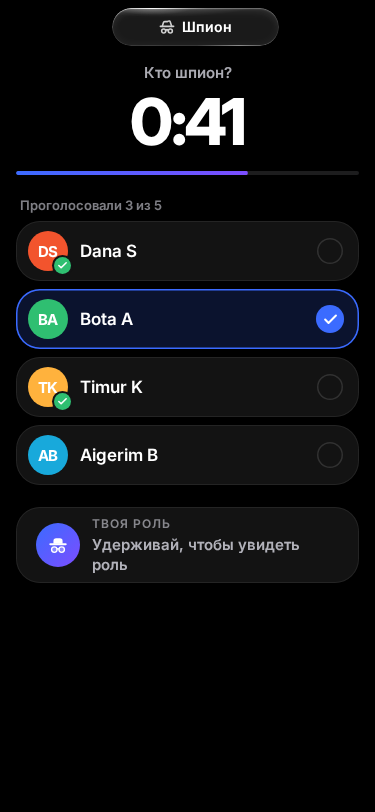 Шпион
Кто шпион?
0:41
Проголосовали 3 из 5
DS Dana S
BA Bota A
TK Timur K
AB Aigerim B
ТВОЯ РОЛЬ
Удерживай, чтобы увидеть
роль